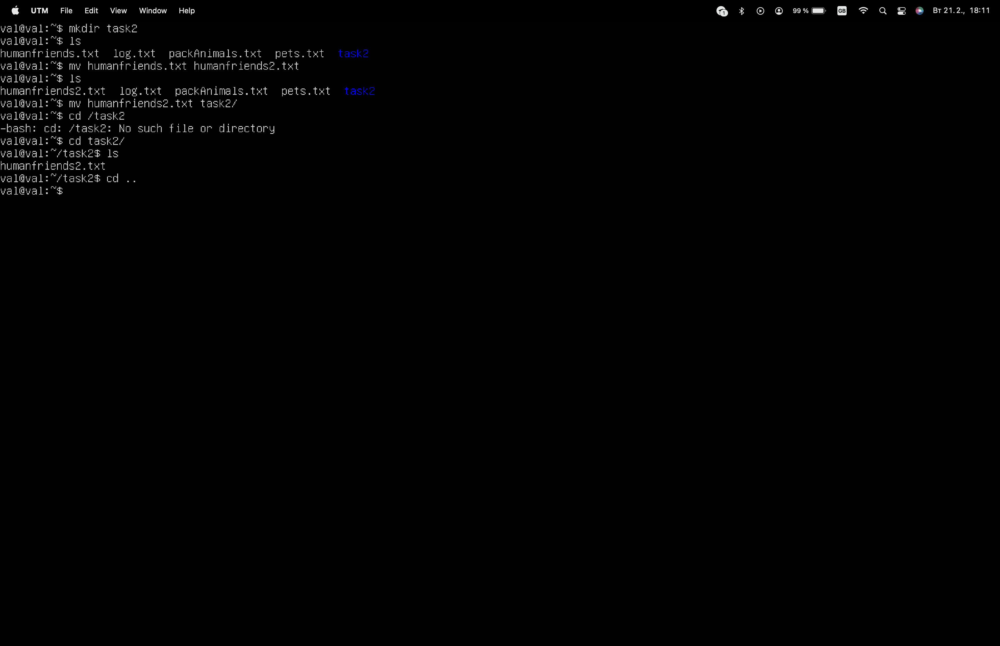 UTM File Edit View Window Help 1 99 % GB Вт 21.2., 18:11
val@val:~$ mkdir task2
val@val:~$ ls
humanfriends.txt  log.txt  packAnimals.txt  pets.txt  task2
val@val:~$ mv humanfriends.txt humanfriends2.txt
val@val:~$ ls
humanfriends2.txt  log.txt  packAnimals.txt  pets.txt  task2
val@val:~$ mv humanfriends2.txt task2/
val@val:~$ cd /task2
-bash: cd: /task2: No such file or directory
val@val:~$ cd task2/
val@val:~/task2$ ls
humanfriends2.txt
val@val:~/task2$ cd ..
val@val:~$